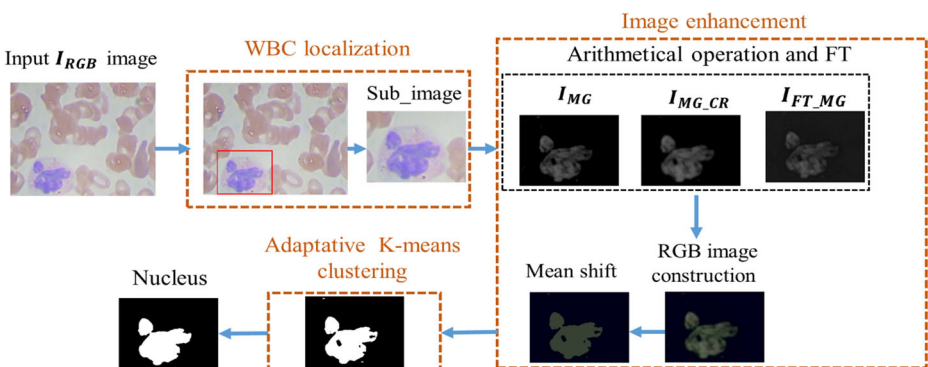 Image enhancement
WBC localization
Input I_RGB image
Arithmetical operation and FT
Sub_image
I_MG
I_MG_CR
I_FT_MG
Adaptative K-means
clustering
RGB image
construction
Mean shift
Nucleus